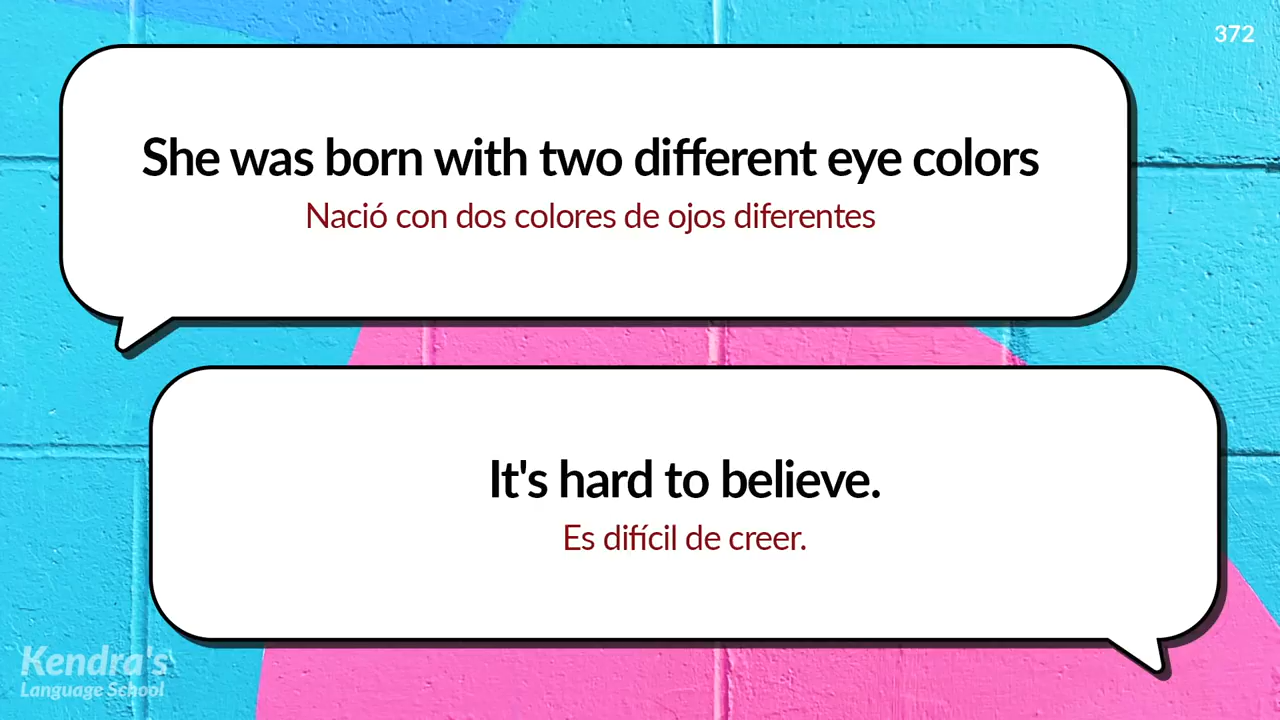 372
She was born with two different eye colors
Nació con dos colores de ojos diferentes
It's hard to believe.
Es difícil de creer.
Kendra's
Language School